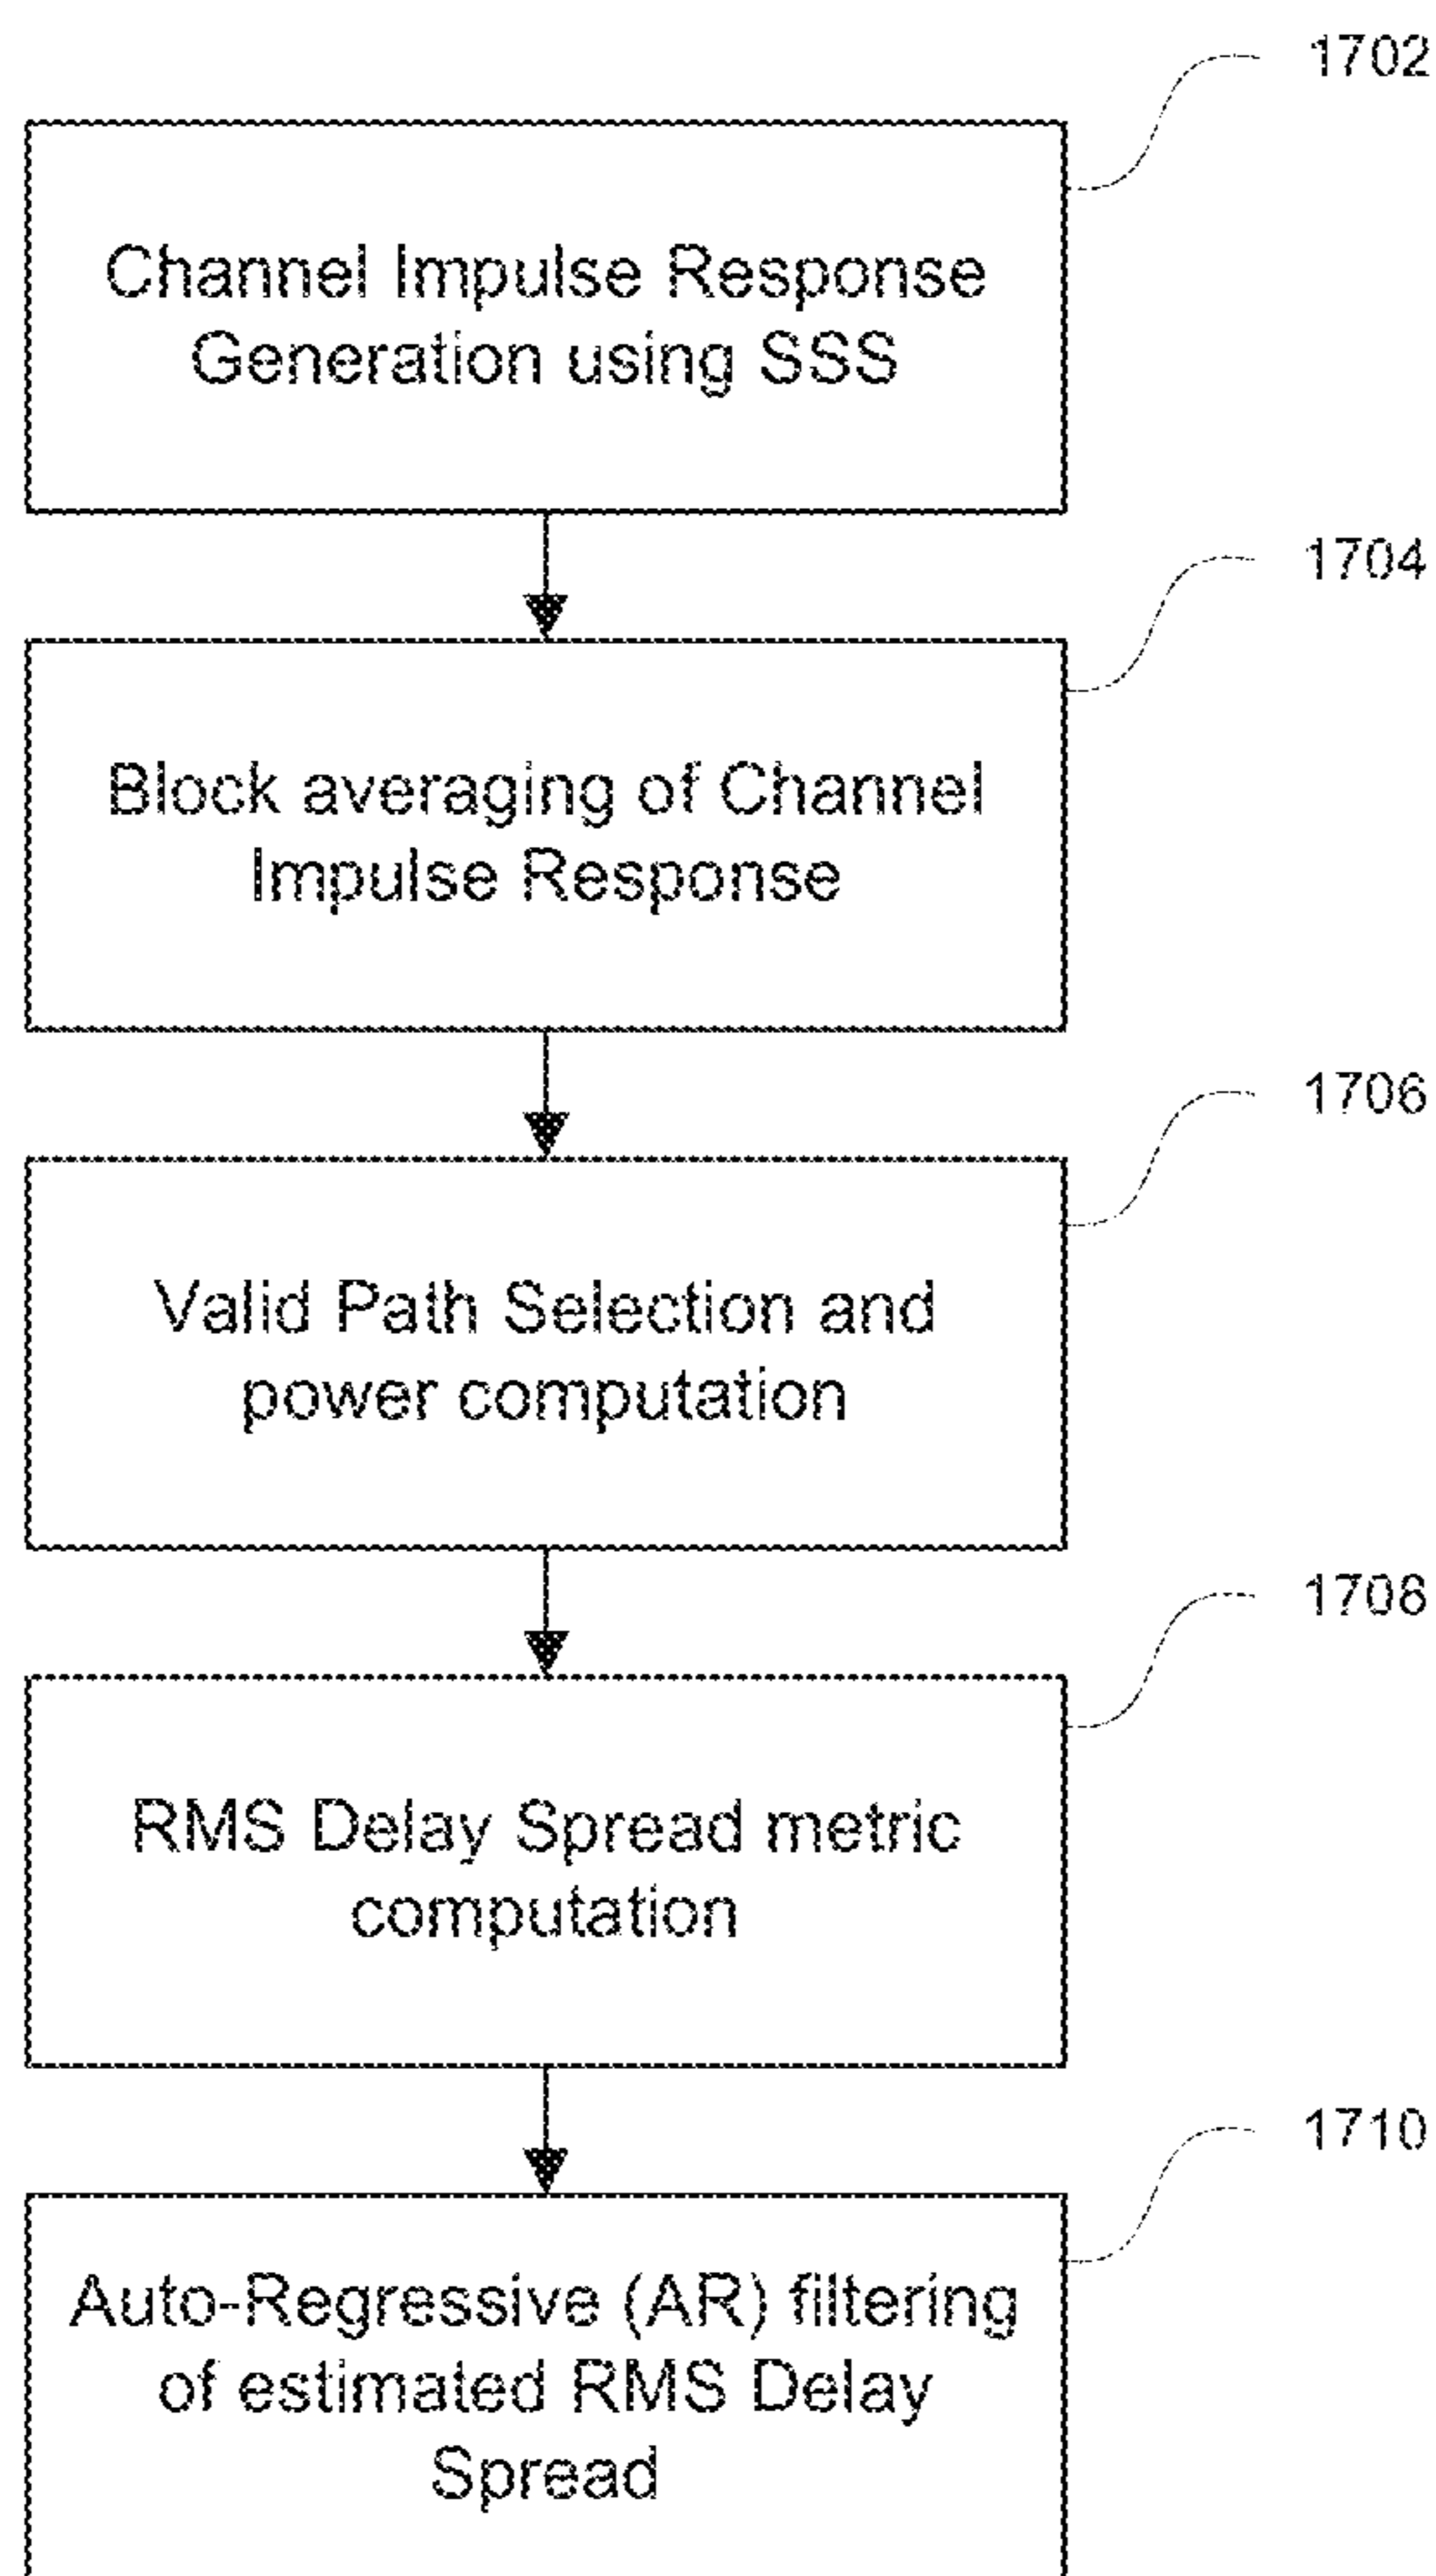 1702
Channel Impulse Response
Generation using SSS
1704
Block averaging of Channel
Impulse Response
1706
Valid Path Selection and
power computation
1708
RMS Delay Spread metric
computation
1710
Auto-Regressive (AR) filtering
of estimated RMS Delay
Spread